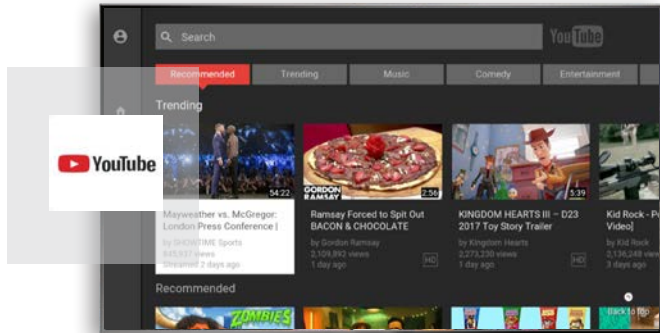 Search
YouTube
Recommended
Trending
Music
Comedy
Entertainment
Trending
YouTube
54:22
GORDON
RAMSAY
2:56
5:39
Mayweather vs. McGregor:
London Press Conference |
by SHOWTIME Sports
views
Streamed 2 days ago
Ramsay Forced to Spit Out
BACON & CHOCOLATE
by Gordon Ramsay
2,109,892 views
1 day ago
HD
KINGDOM HEARTS III – D23
2017 Toy Story Trailer
by Kingdom Hearts
2,273,230 views
1 day ago
HD
Kid Rock - P
Video]
by Kid Rock
2,136,248 view
3 days ago
Recommended
Back to top
ZOMBIES